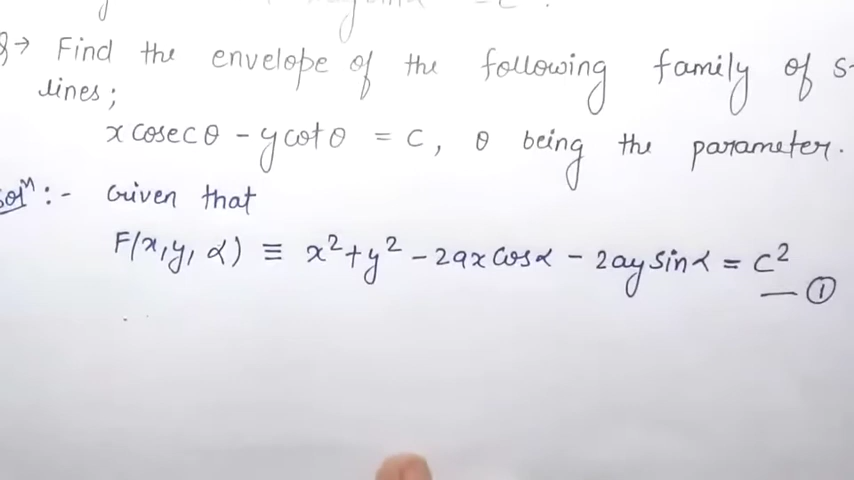 Find the envelope of the following family of s-
lines;
x cosec θ - y cot θ = c, θ being the parameter.
Solⁿ :- Given that
F(x, y, α) ≡ x² + y² - 2ax cos α - 2ay sin α = c²
— ①